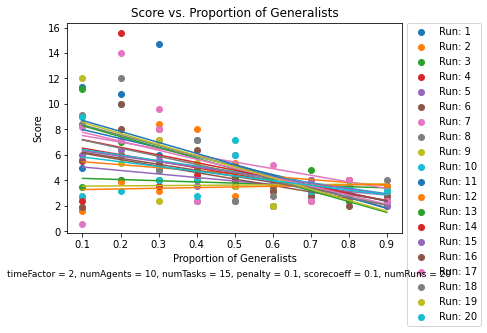 Score vs. Proportion of Generalists
Score
16
14
12
10
8
6
4
2
0
0.1 0.2 0.3 0.4 0.5 0.6 0.7 0.8 0.9
Proportion of Generalists
timeFactor = 2, numAgents = 10, numTasks = 15, penalty = 0.1, scorecoeff = 0.1, numRuns = 20
Run: 1
Run: 2
Run: 3
Run: 4
Run: 5
Run: 6
Run: 7
Run: 8
Run: 9
Run: 10
Run: 11
Run: 12
Run: 13
Run: 14
Run: 15
Run: 16
Run: 17
Run: 18
Run: 19
Run: 20